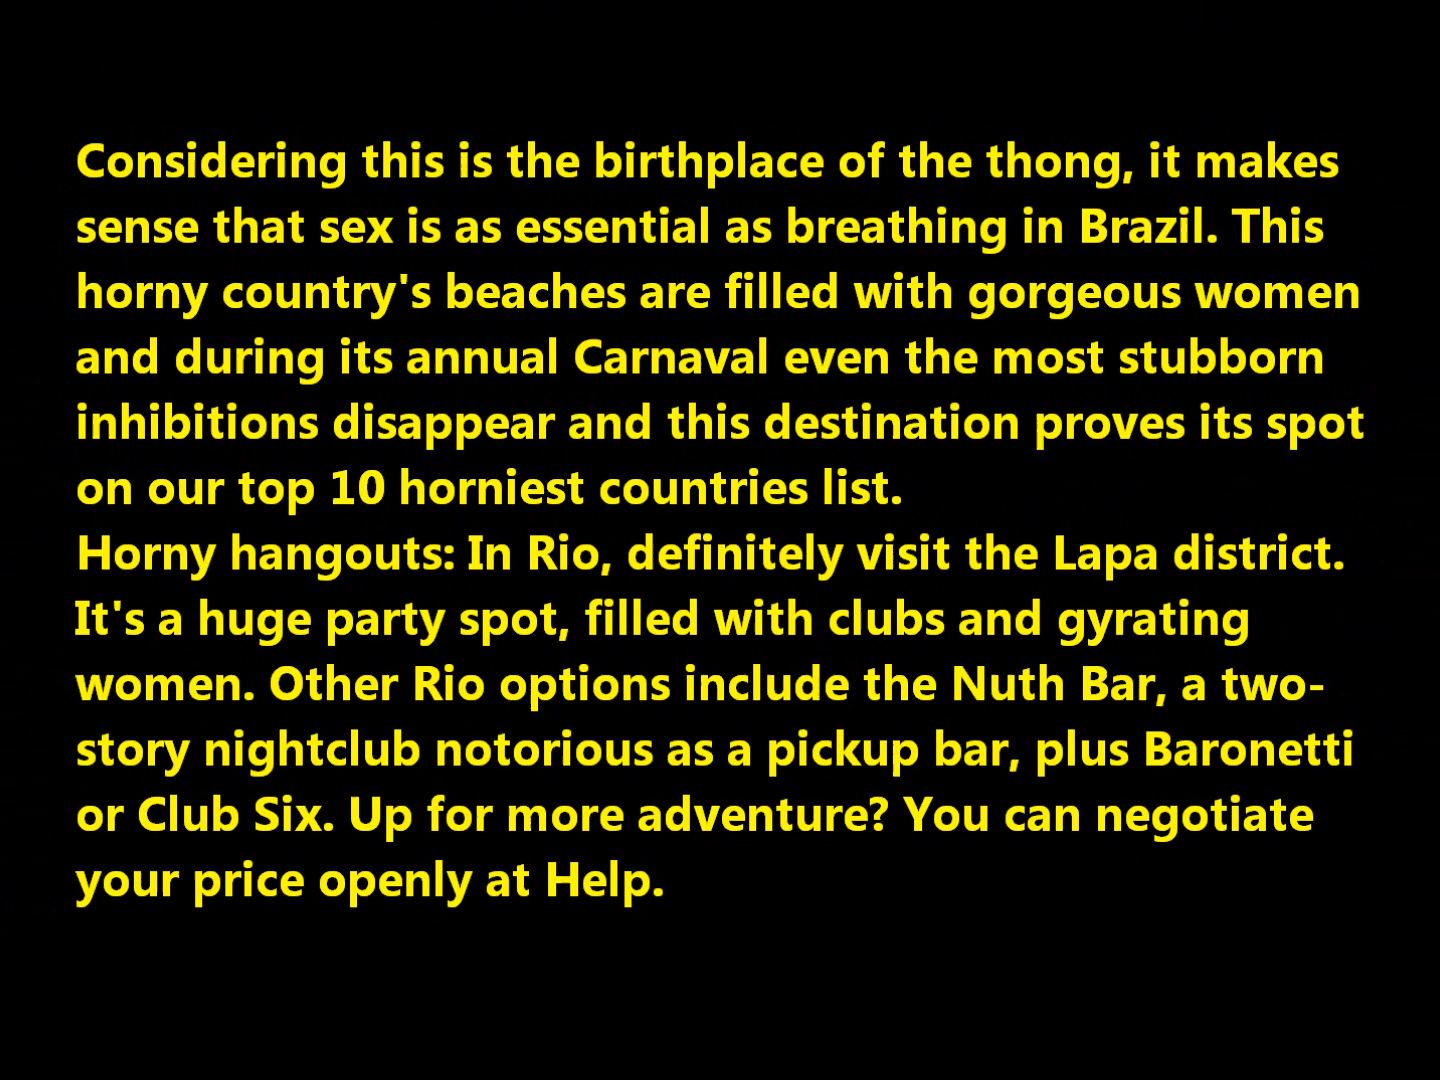 Considering this is the birthplace of the thong, it makes
sense that sex is as essential as breathing in Brazil. This
horny country's beaches are filled with gorgeous women
and during its annual Carnaval even the most stubborn
inhibitions disappear and this destination proves its spot
on our top 10 horniest countries list.
Horny hangouts: In Rio, definitely visit the Lapa district.
It's a huge party spot, filled with clubs and gyrating
women. Other Rio options include the Nuth Bar, a two-
story nightclub notorious as a pickup bar, plus Baronetti
or Club Six. Up for more adventure? You can negotiate
your price openly at Help.